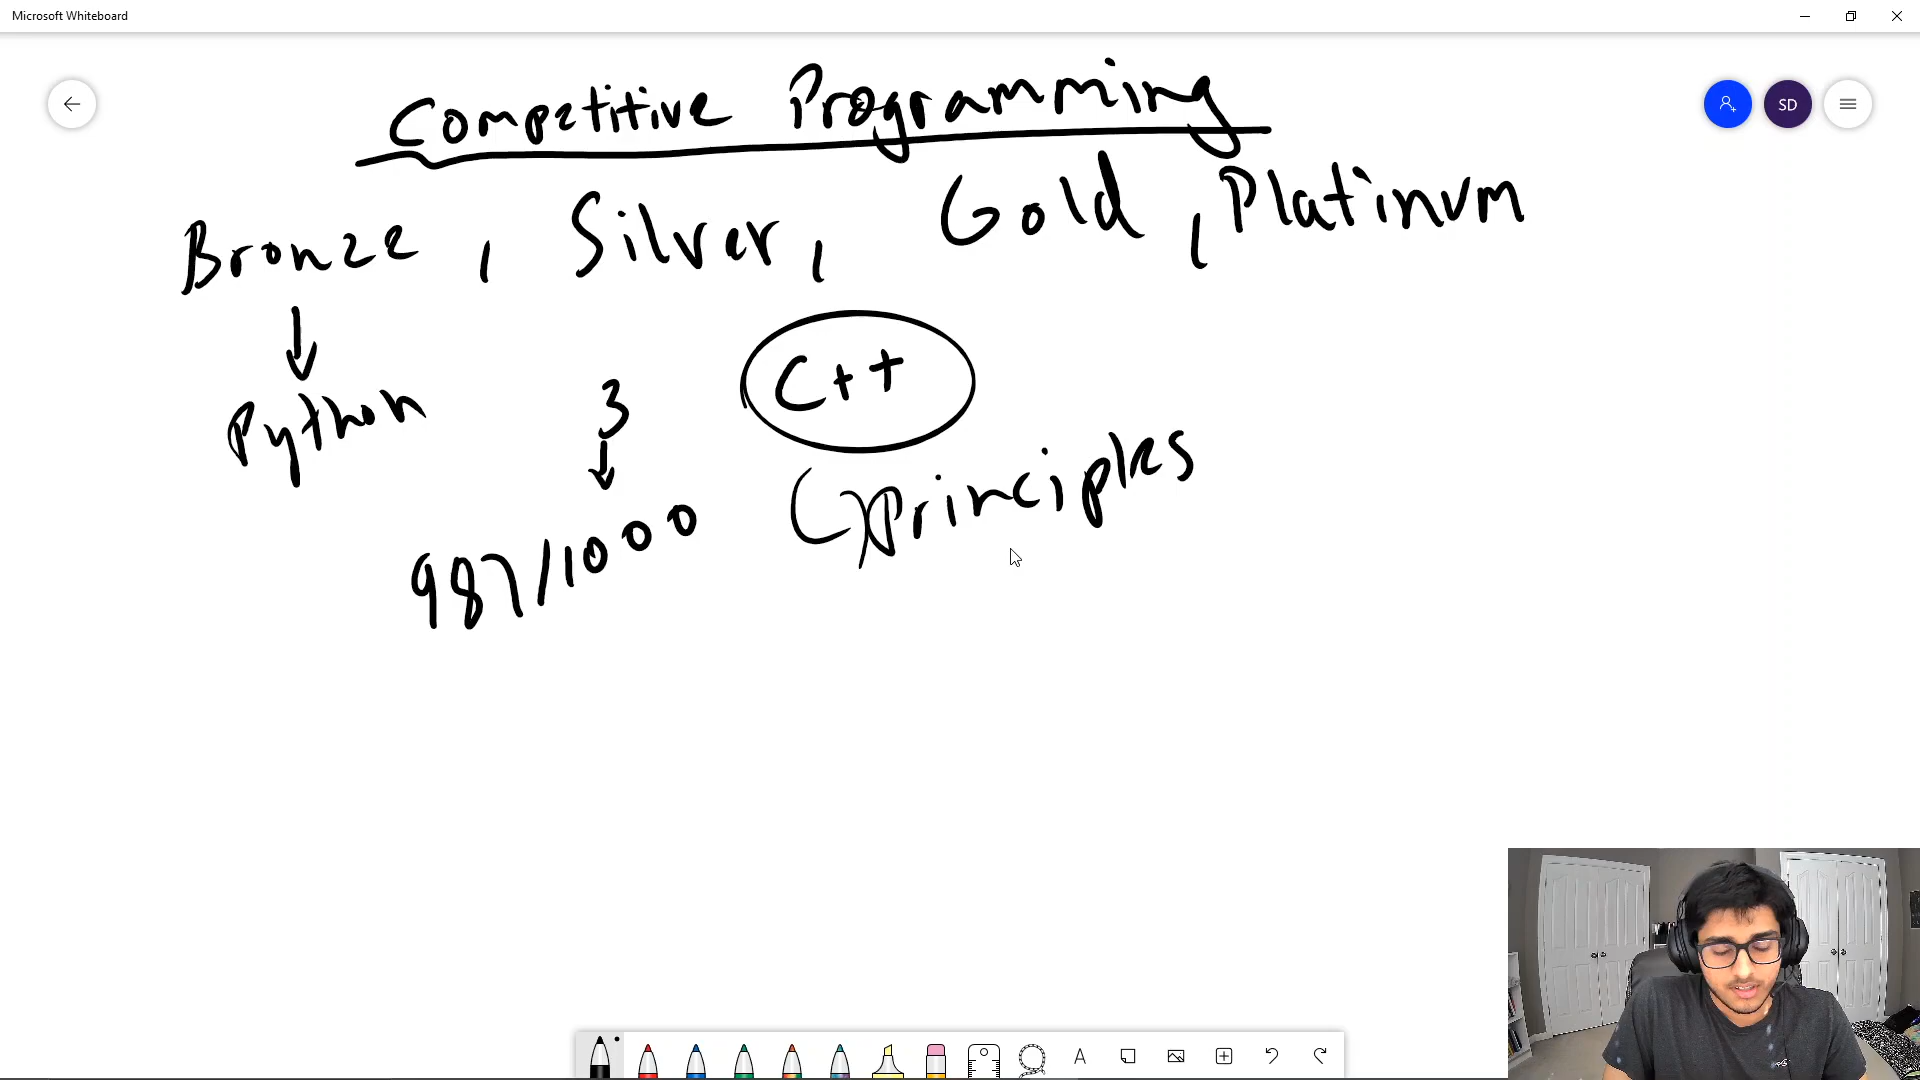 Microsoft Whiteboard
SD
Competitive Programming
Bronze, Silver, Gold, Platinum
Python
3
C++
principles
987/1000
A